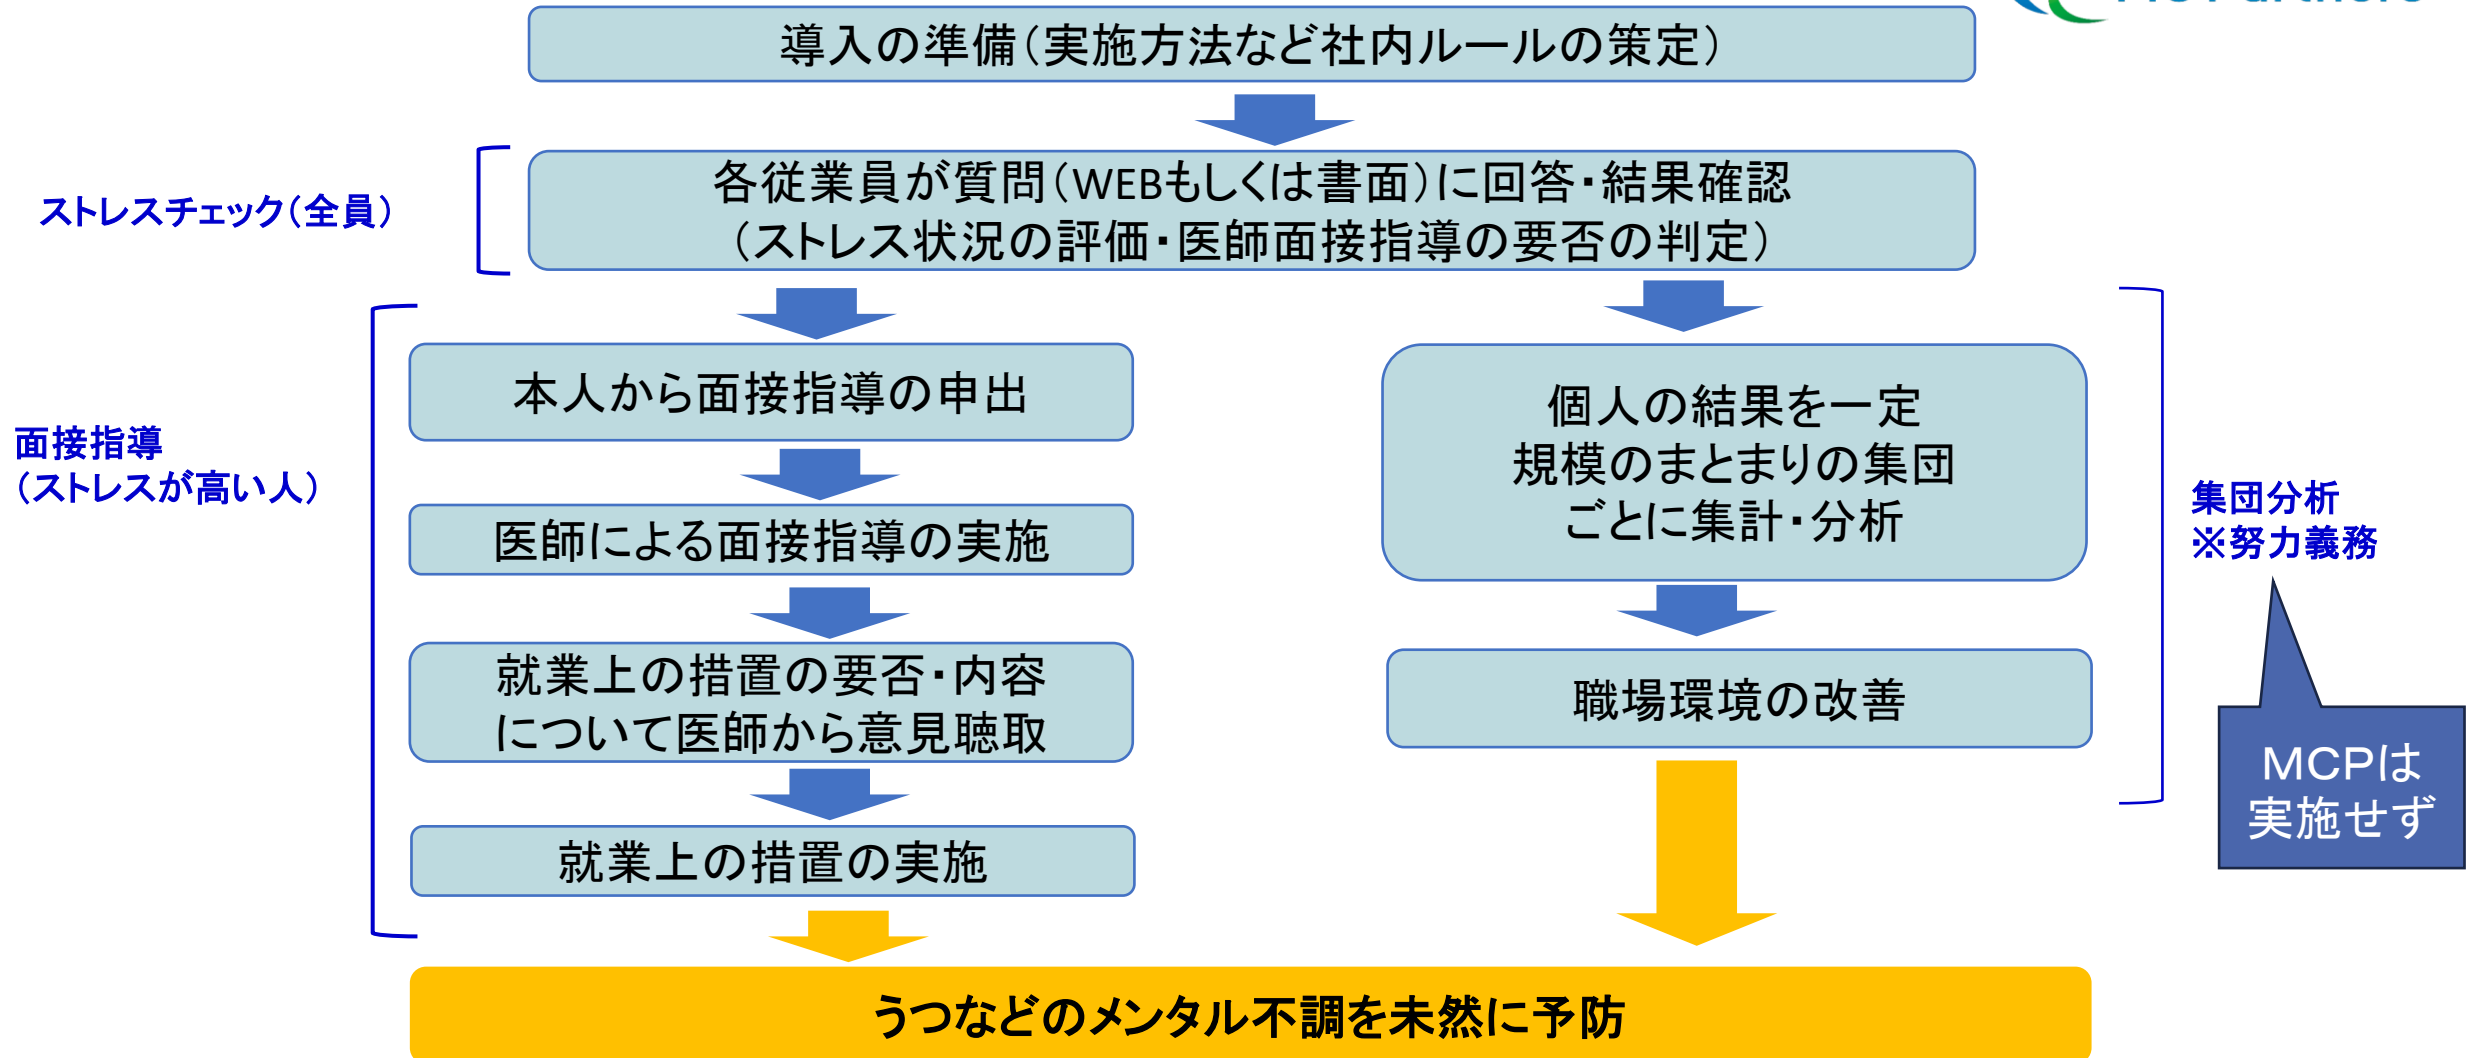 導入の準備（実施方法など社内ルールの策定）
ストレスチェック（全員）
各従業員が質問（WEBもしくは書面）に回答・結果確認
（ストレス状況の評価・医師面接指導の要否の判定）
面接指導
（ストレスが高い人）
本人から面接指導の申出
医師による面接指導の実施
就業上の措置の要否・内容
について医師から意見聴取
就業上の措置の実施
個人の結果を一定
規模のまとまりの集団
ごとに集計・分析
職場環境の改善
集団分析
※努力義務
MCPは
実施せず
うつなどのメンタル不調を未然に予防